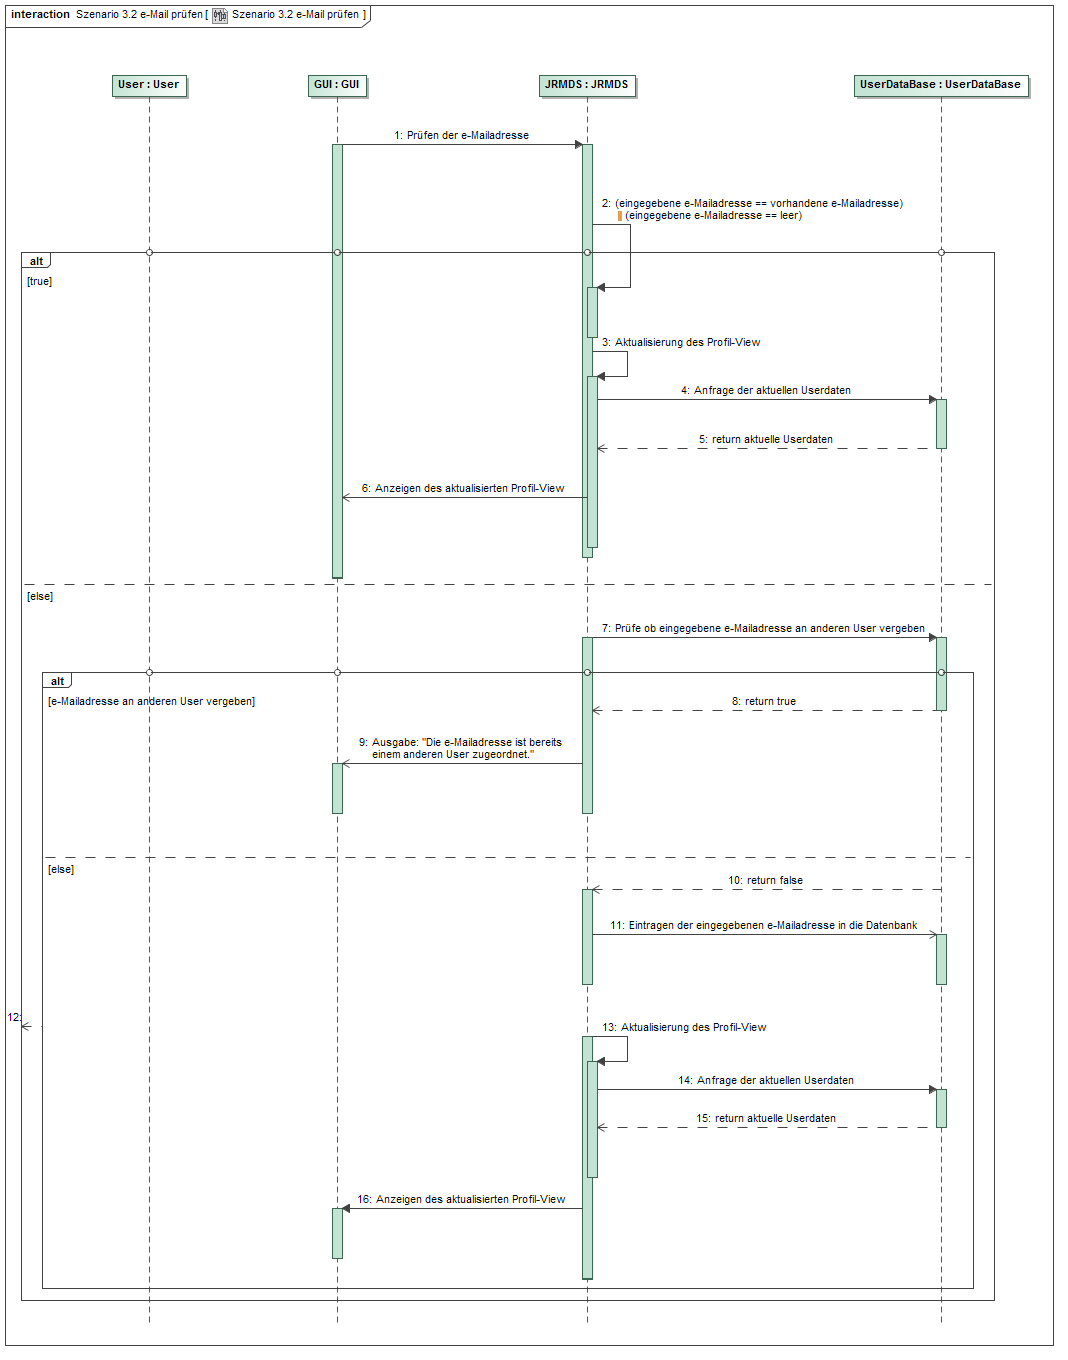 interaction Szenario 3.2 e-Mail prüfen [ Szenario 3.2 e-Mail prüfen ]
User : User
GUI : GUI
JRMDS : JRMDS
UserDataBase : UserDataBase
1: Prüfen der e-Mailadresse
2: (eingegebene e-Mailadresse == vorhandene e-Mailadresse)
|| (eingegebene e-Mailadresse == leer)
alt
[true]
3: Aktualisierung des Profil-View
4: Anfrage der aktuellen Userdaten
5: return aktuelle Userdaten
6: Anzeigen des aktualisierten Profil-View
[else]
7: Prüfe ob eingegebene e-Mailadresse an anderen User vergeben
alt
[e-Mailadresse an anderen User vergeben]
8: return true
9: Ausgabe: "Die e-Mailadresse ist bereits
einem anderen User zugeordnet."
[else]
10: return false
11: Eintragen der eingegebenen e-Mailadresse in die Datenbank
12:
13: Aktualisierung des Profil-View
14: Anfrage der aktuellen Userdaten
15: return aktuelle Userdaten
16: Anzeigen des aktualisierten Profil-View